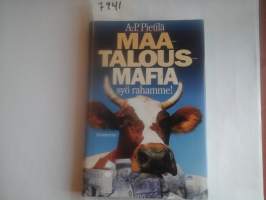 7941
A.-P. Pietilä
MAA-
TALOUS-
MAFIA
syö rahamme!